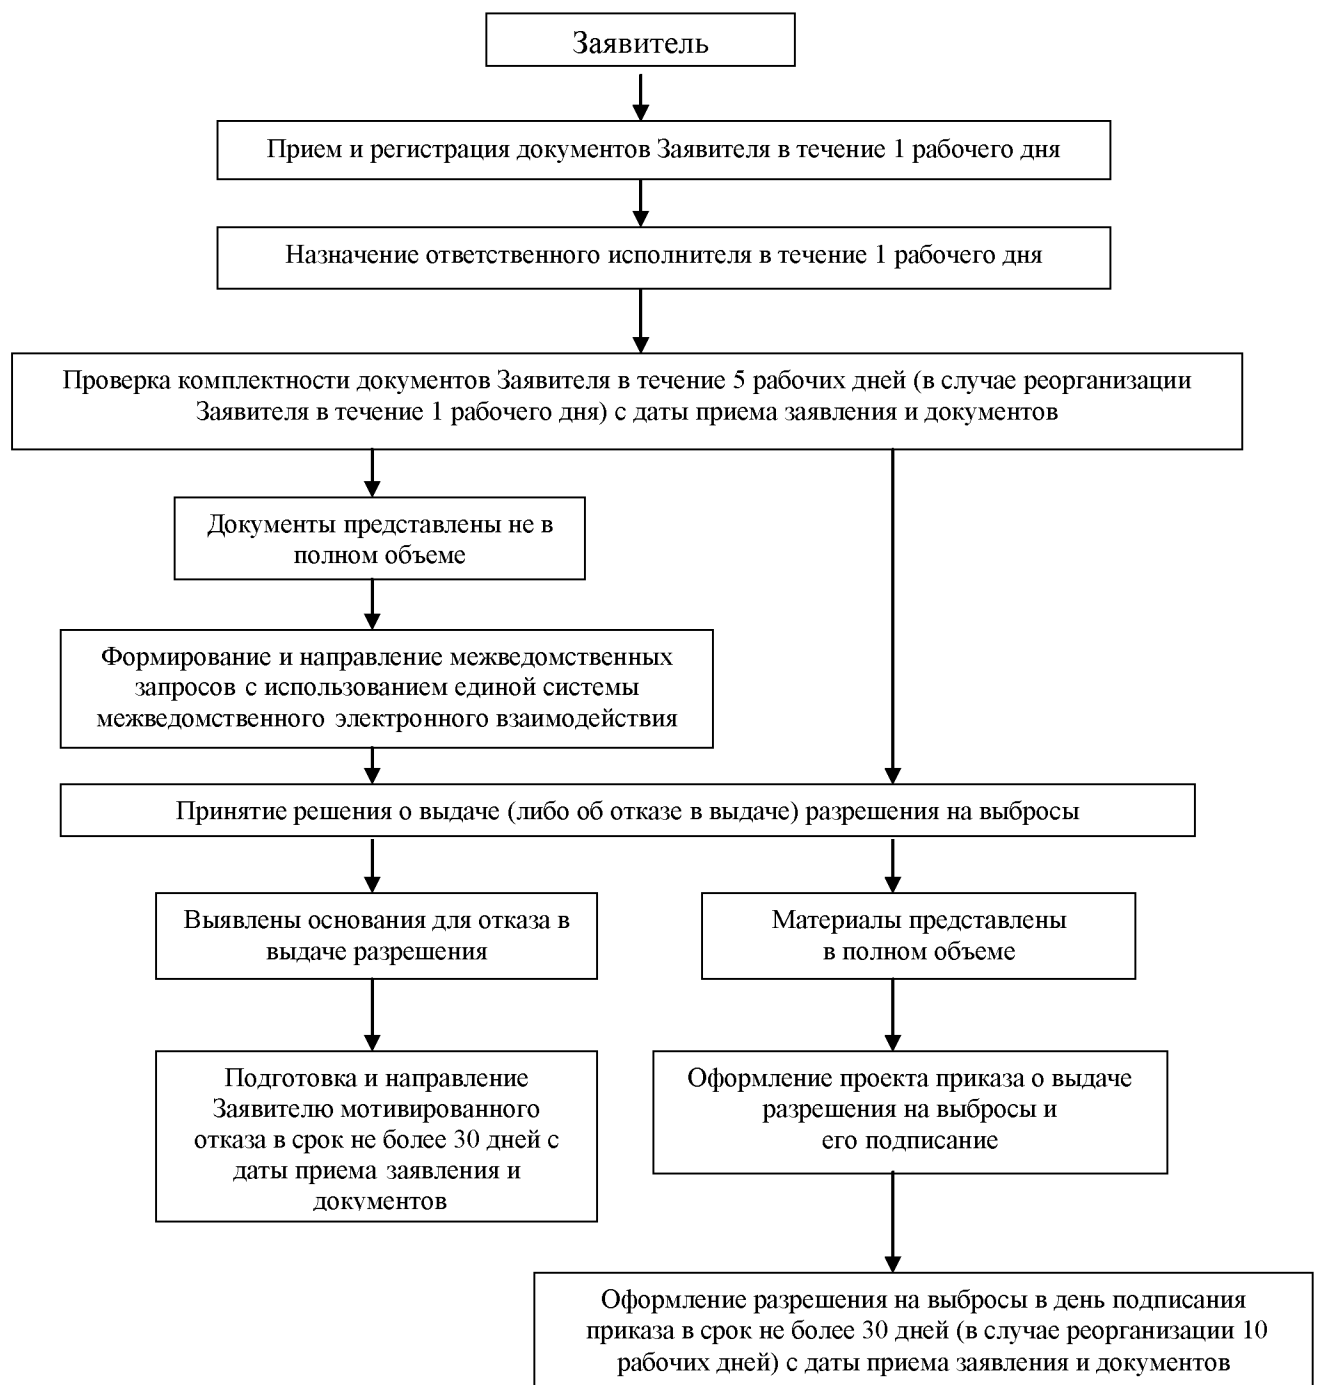 Заявитель
Прием и регистрация документов Заявителя в течение 1 рабочего дня
Назначение ответственного исполнителя в течение 1 рабочего дня
Проверка комплектности документов Заявителя в течение 5 рабочих дней (в случае реорганизации
Заявителя в течение 1 рабочего дня) с даты приема заявления и документов
Документы представлены не в
полном объеме
Формирование и направление межведомственных
запросов с использованием единой системы
межведомственного электронного взаимодействия
Принятие решения о выдаче (либо об отказе в выдаче) разрешения на выбросы
Выявлены основания для отказа в
выдаче разрешения
Материалы представлены
в полном объеме
Подготовка и направление
Заявителю мотивированного
отказа в срок не более 30 дней с
даты приема заявления и
документов
Оформление проекта приказа о выдаче
разрешения на выбросы и
его подписание
Оформление разрешения на выбросы в день подписания
приказа в срок не более 30 дней (в случае реорганизации 10
рабочих дней) с даты приема заявления и документов